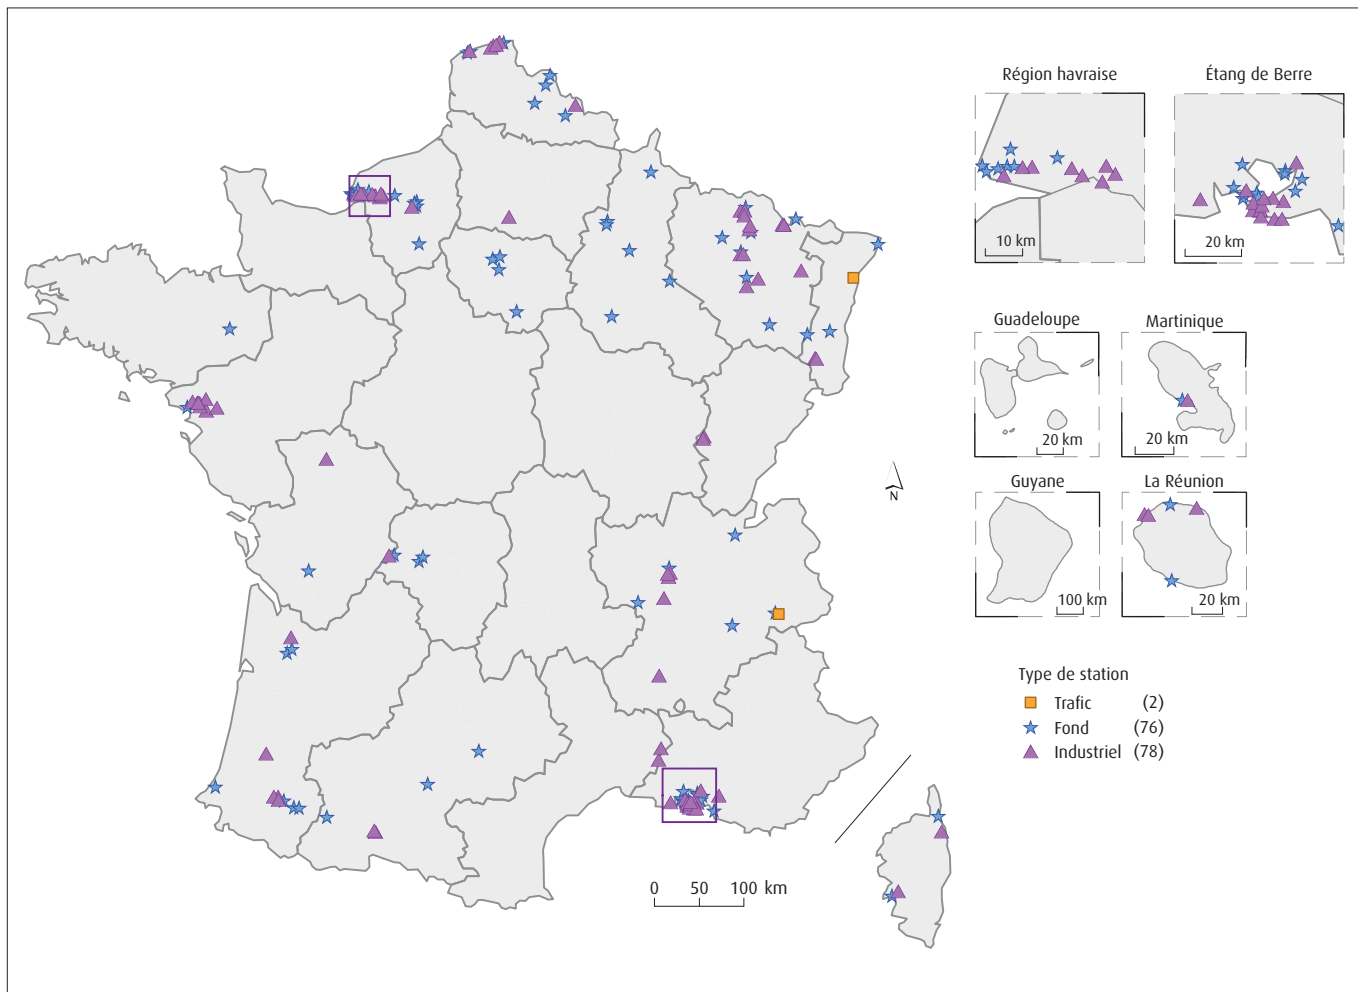 Région havraise
Étang de Berre
10 km
20 km
Guadeloupe
Martinique
20 km
20 km
N
Guyane
La Réunion
100 km
20 km
Type de station
Trafic (2)
Fond (76)
Industriel (78)
0 50 100 km